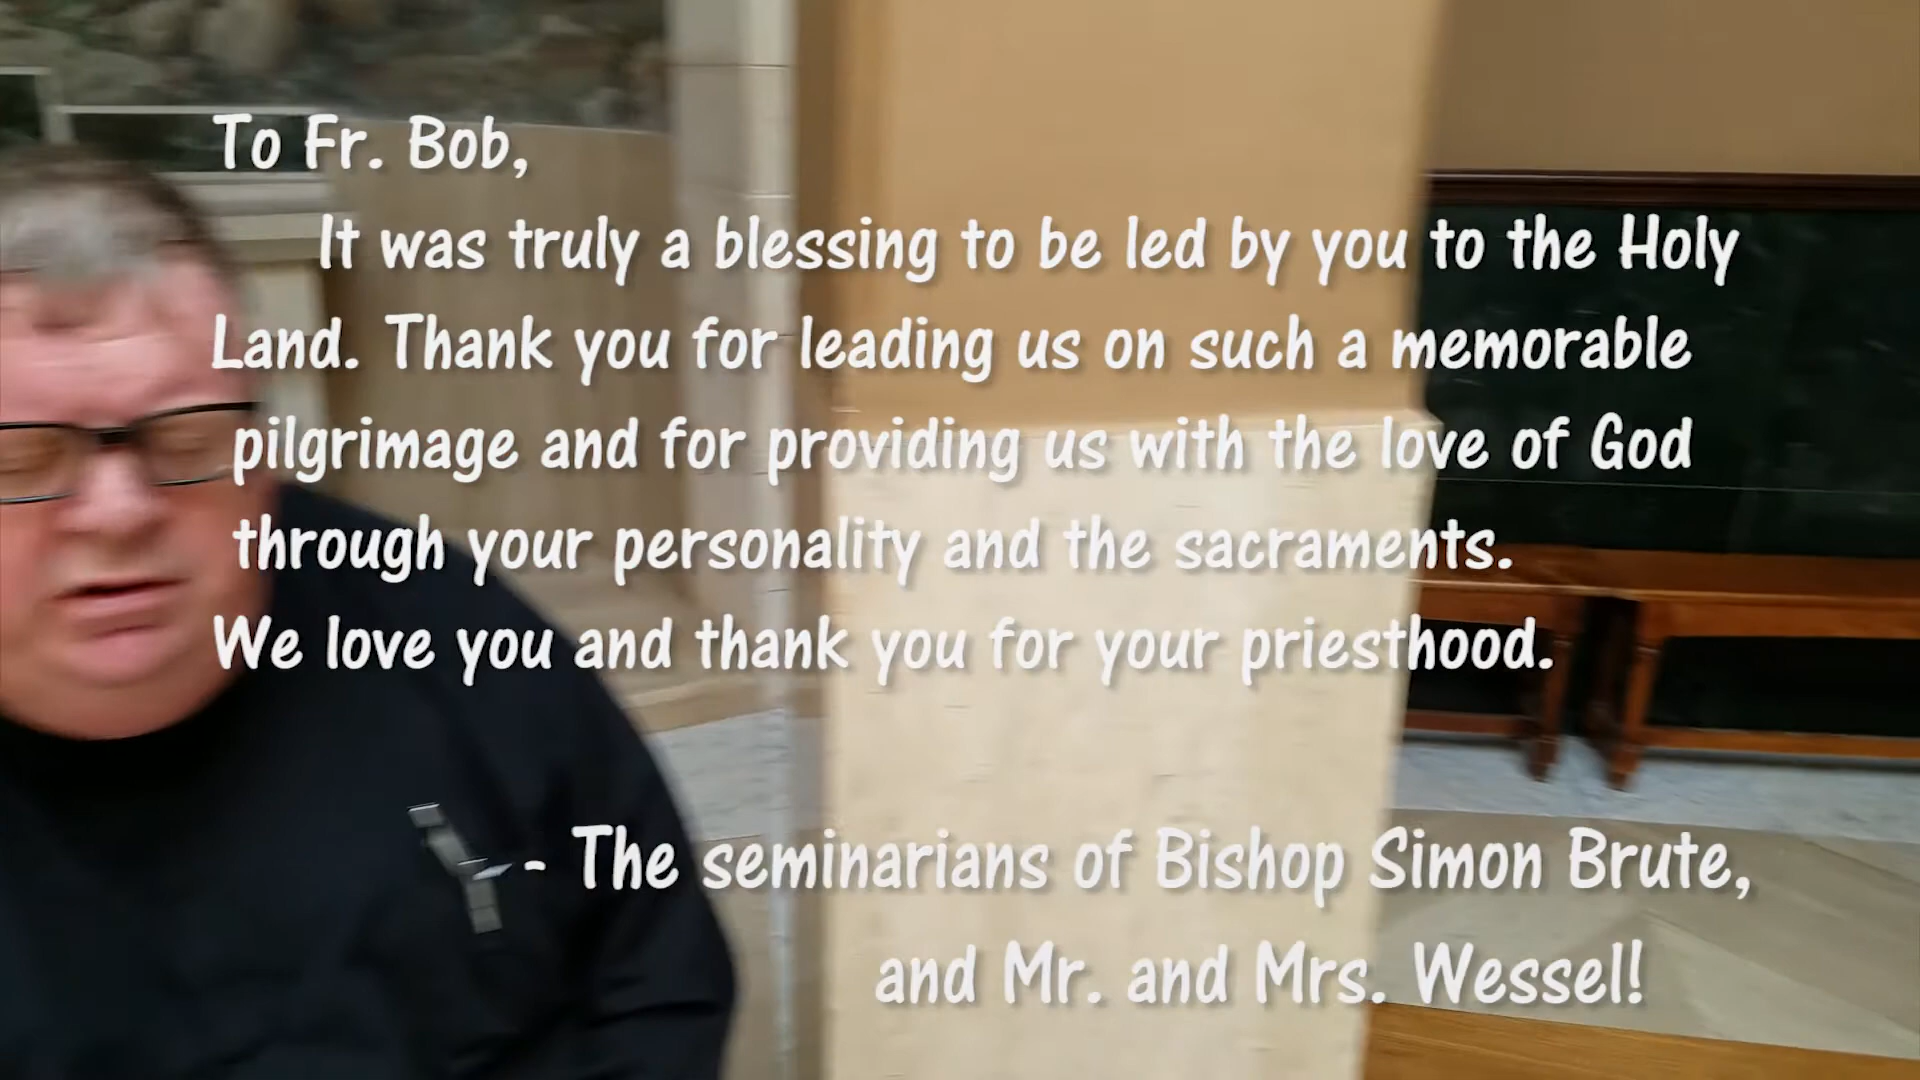 To Fr. Bob,
It was truly a blessing to be led by you to the Holy
Land. Thank you for leading us on such a memorable
pilgrimage and for providing us with the love of God
through your personality and the sacraments.
We love you and thank you for your priesthood.
- The seminarians of Bishop Simon Brute,
and Mr. and Mrs. Wessel!